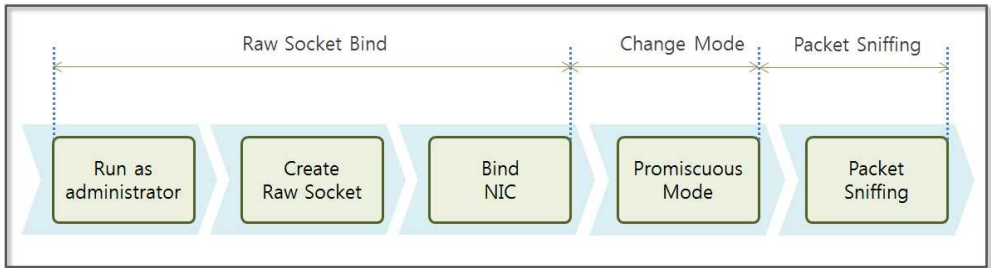 Raw Socket Bind
Change Mode
Packet Sniffing
Run as
administrator
Create
Raw Socket
Bind
NIC
Promiscuous
Mode
Packet
Sniffing